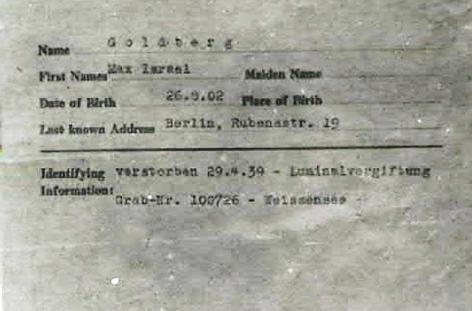 Name Goldberg
First Names Max Israel Maiden Name
Date of Birth 26.9.02 Place of Birth
Last known Address Berlin, Rubensstr. 19
Identifying verstorben 29.4.39 - Luminalvergiftung
Information:
Grab-Nr. 100726 - Weissensee -